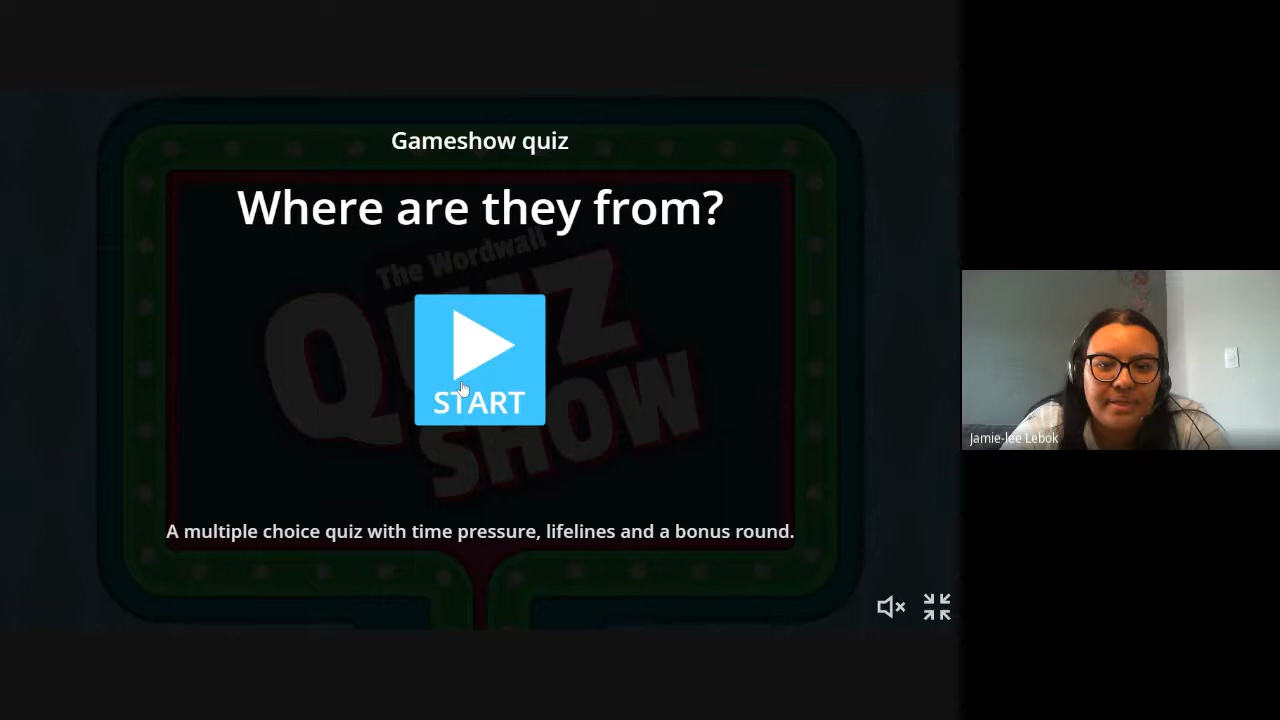 Gameshow quiz
Where are they from?
The Wordwall
QUIZ
SHOW
START
A multiple choice quiz with time pressure, lifelines and a bonus round.
Jamie-lee Lebok